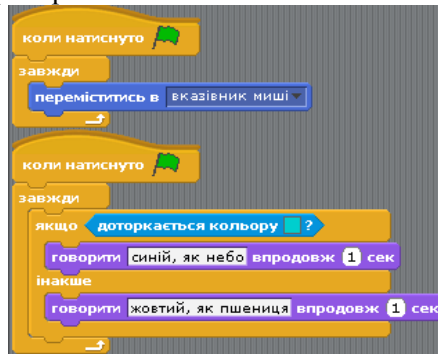 коли натиснуто
завжди
переміститись в вказівник миші
коли натиснуто
завжди
якщо доторкається кольору ?
говорити синій, як небо впродовж 1 сек
інакше
говорити жовтий, як пшениця впродовж 1 сек